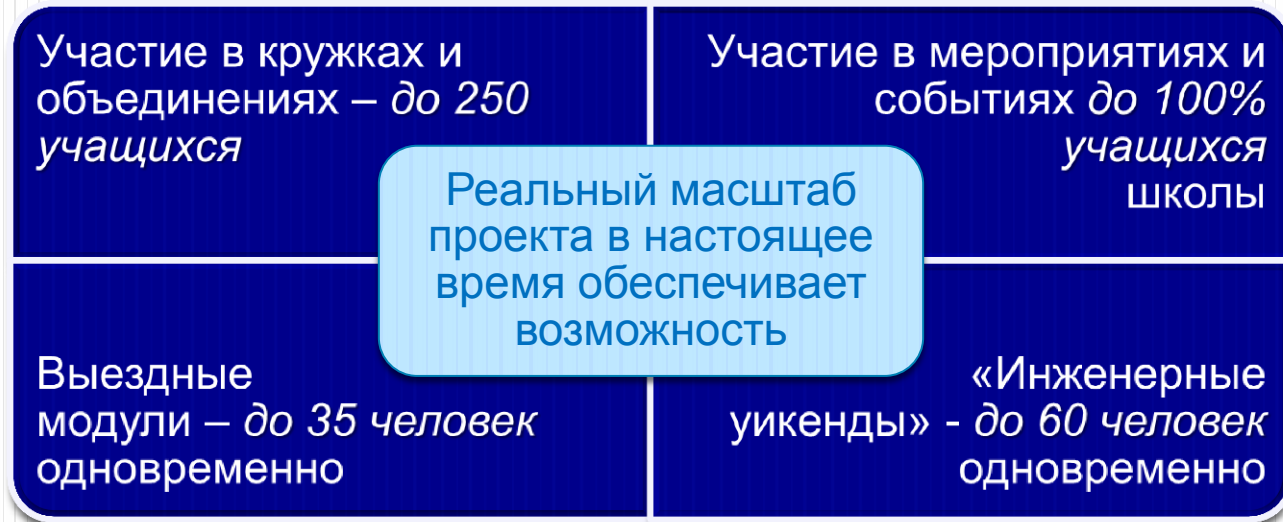 Участие в кружках и
объединениях – до 250
учащихся
Участие в мероприятиях и
событиях до 100%
учащихся
школы
Реальный масштаб
проекта в настоящее
время обеспечивает
возможность
Выездные
модули – до 35 человек
одновременно
«Инженерные
уикенды» - до 60 человек
одновременно